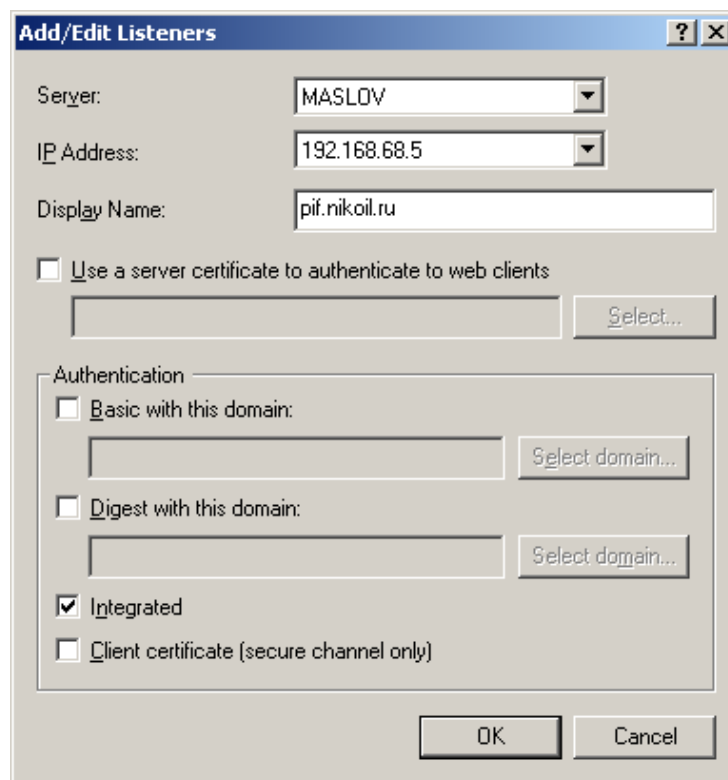 Add/Edit Listeners
Server: MASLOV
IP Address: 192.168.68.5
Display Name: pif.nikoil.ru
Use a server certificate to authenticate to web clients
Select...
Authentication
Basic with this domain:
Select domain...
Digest with this domain:
Select domain...
Integrated
Client certificate (secure channel only)
OK Cancel